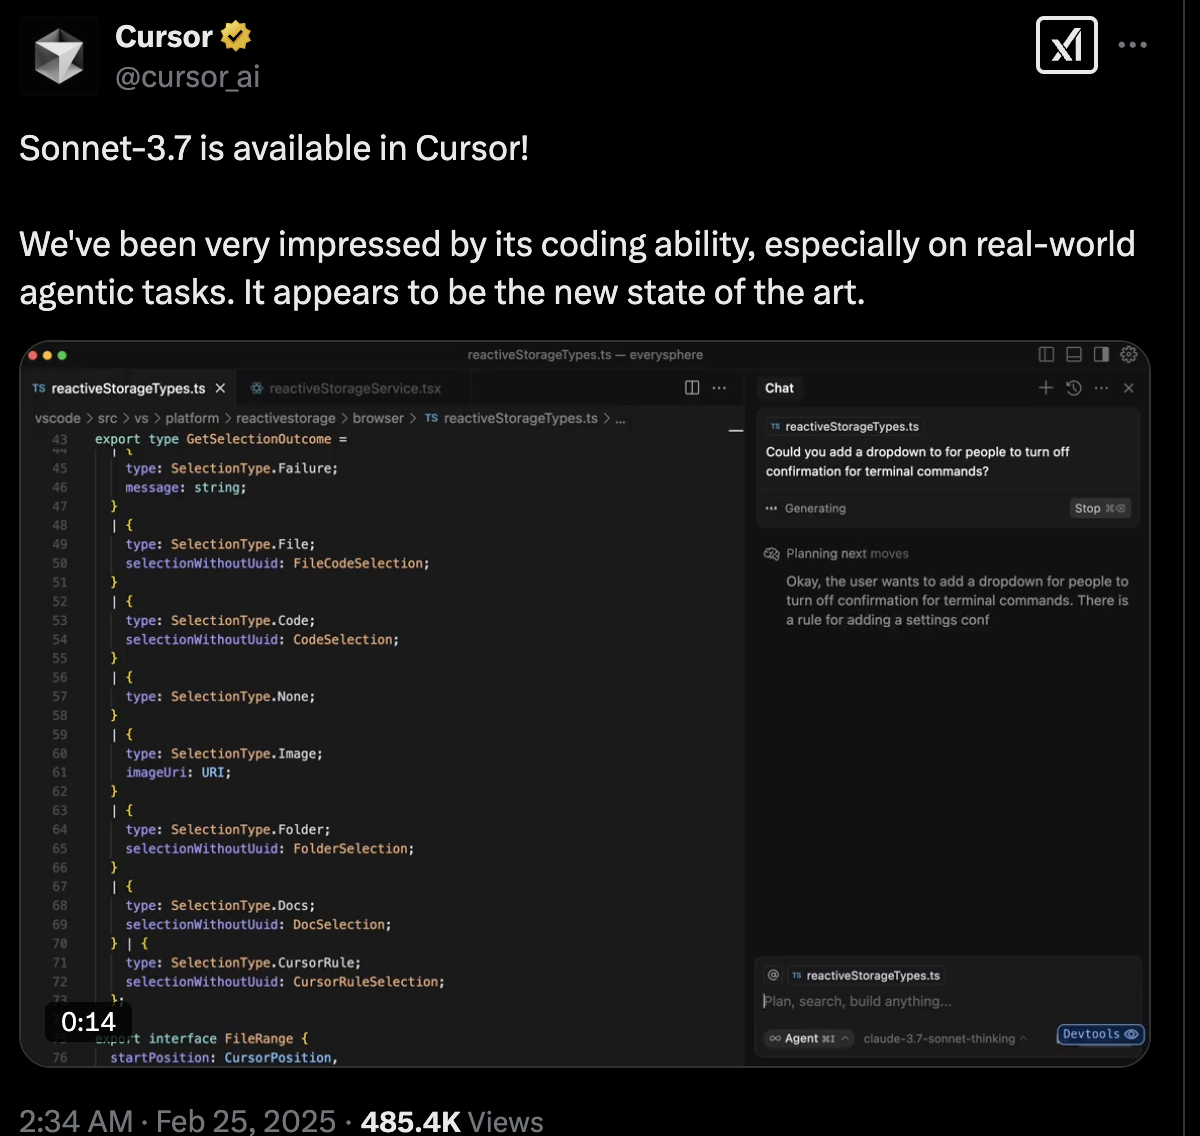 Cursor
@cursor_ai
Sonnet-3.7 is available in Cursor!
We've been very impressed by its coding ability, especially on real-world
agentic tasks. It appears to be the new state of the art.
reactiveStorageTypes.ts — everysphere
TS reactiveStorageTypes.ts
reactiveStorageService.tsx
vscode > src > vs > platform > reactivestorage > browser > TS reactiveStorageTypes.ts > ...
43 export type GetSelectionOutcome =
44 | {
45 type: SelectionType.Failure;
46 message: string;
47 }
48 | {
49 type: SelectionType.File;
50 selectionWithoutUuid: FileCodeSelection;
51 }
52 | {
53 type: SelectionType.Code;
54 selectionWithoutUuid: CodeSelection;
55 }
56 | {
57 type: SelectionType.None;
58 }
59 | {
60 type: SelectionType.Image;
61 imageUri: URI;
62 }
63 | {
64 type: SelectionType.Folder;
65 selectionWithoutUuid: FolderSelection;
66 }
67 | {
68 type: SelectionType.Docs;
69 selectionWithoutUuid: DocSelection;
70 } | {
71 type: SelectionType.CursorRule;
72 selectionWithoutUuid: CursorRuleSelection;
73 };
export interface FileRange {
76 startPosition: CursorPosition,
0:14
Chat
TS reactiveStorageTypes.ts
Could you add a dropdown to for people to turn off
confirmation for terminal commands?
••• Generating
Stop ⌘⌫
Planning next moves
Okay, the user wants to add a dropdown for people to
turn off confirmation for terminal commands. There is
a rule for adding a settings conf
@ TS reactiveStorageTypes.ts
Plan, search, build anything...
∞ Agent ⌘I
claude-3.7-sonnet-thinking
Devtools
2:34 AM · Feb 25, 2025 · 485.4K Views